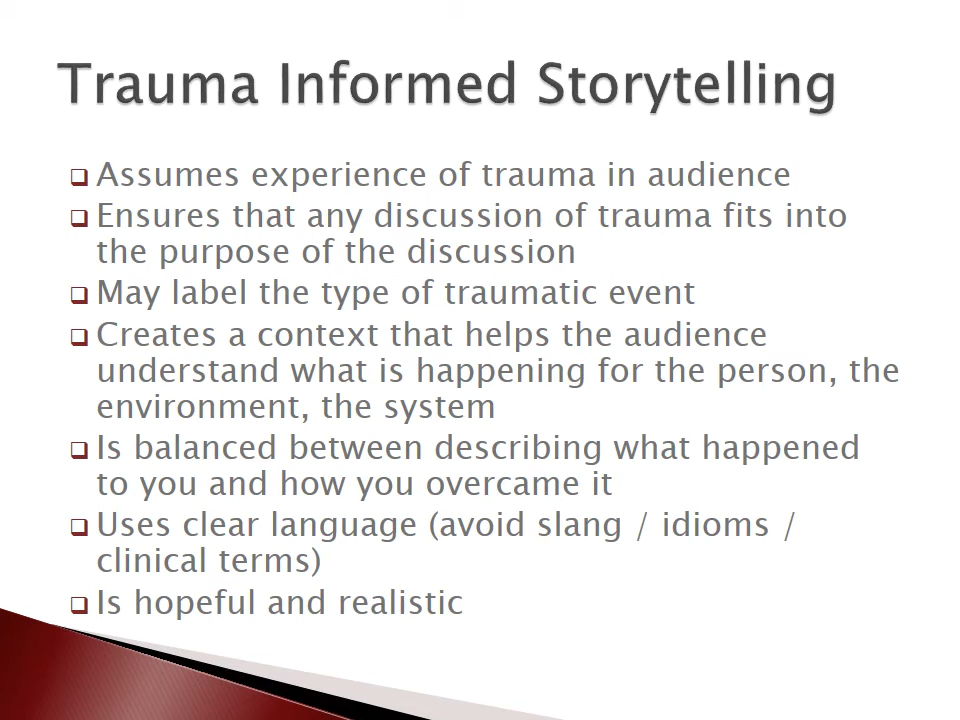 Trauma Informed Storytelling
Assumes experience of trauma in audience
Ensures that any discussion of trauma fits into
the purpose of the discussion
May label the type of traumatic event
Creates a context that helps the audience
understand what is happening for the person, the
environment, the system
Is balanced between describing what happened
to you and how you overcame it
Uses clear language (avoid slang / idioms /
clinical terms)
Is hopeful and realistic